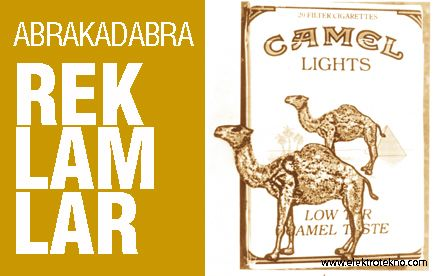 ABRAKADABRA
REK
LAM
LAR
20 FILTER CIGARETTES
CAMEL
LIGHTS
LOW TAR
CAMEL TASTE
www.elektrotekno.com